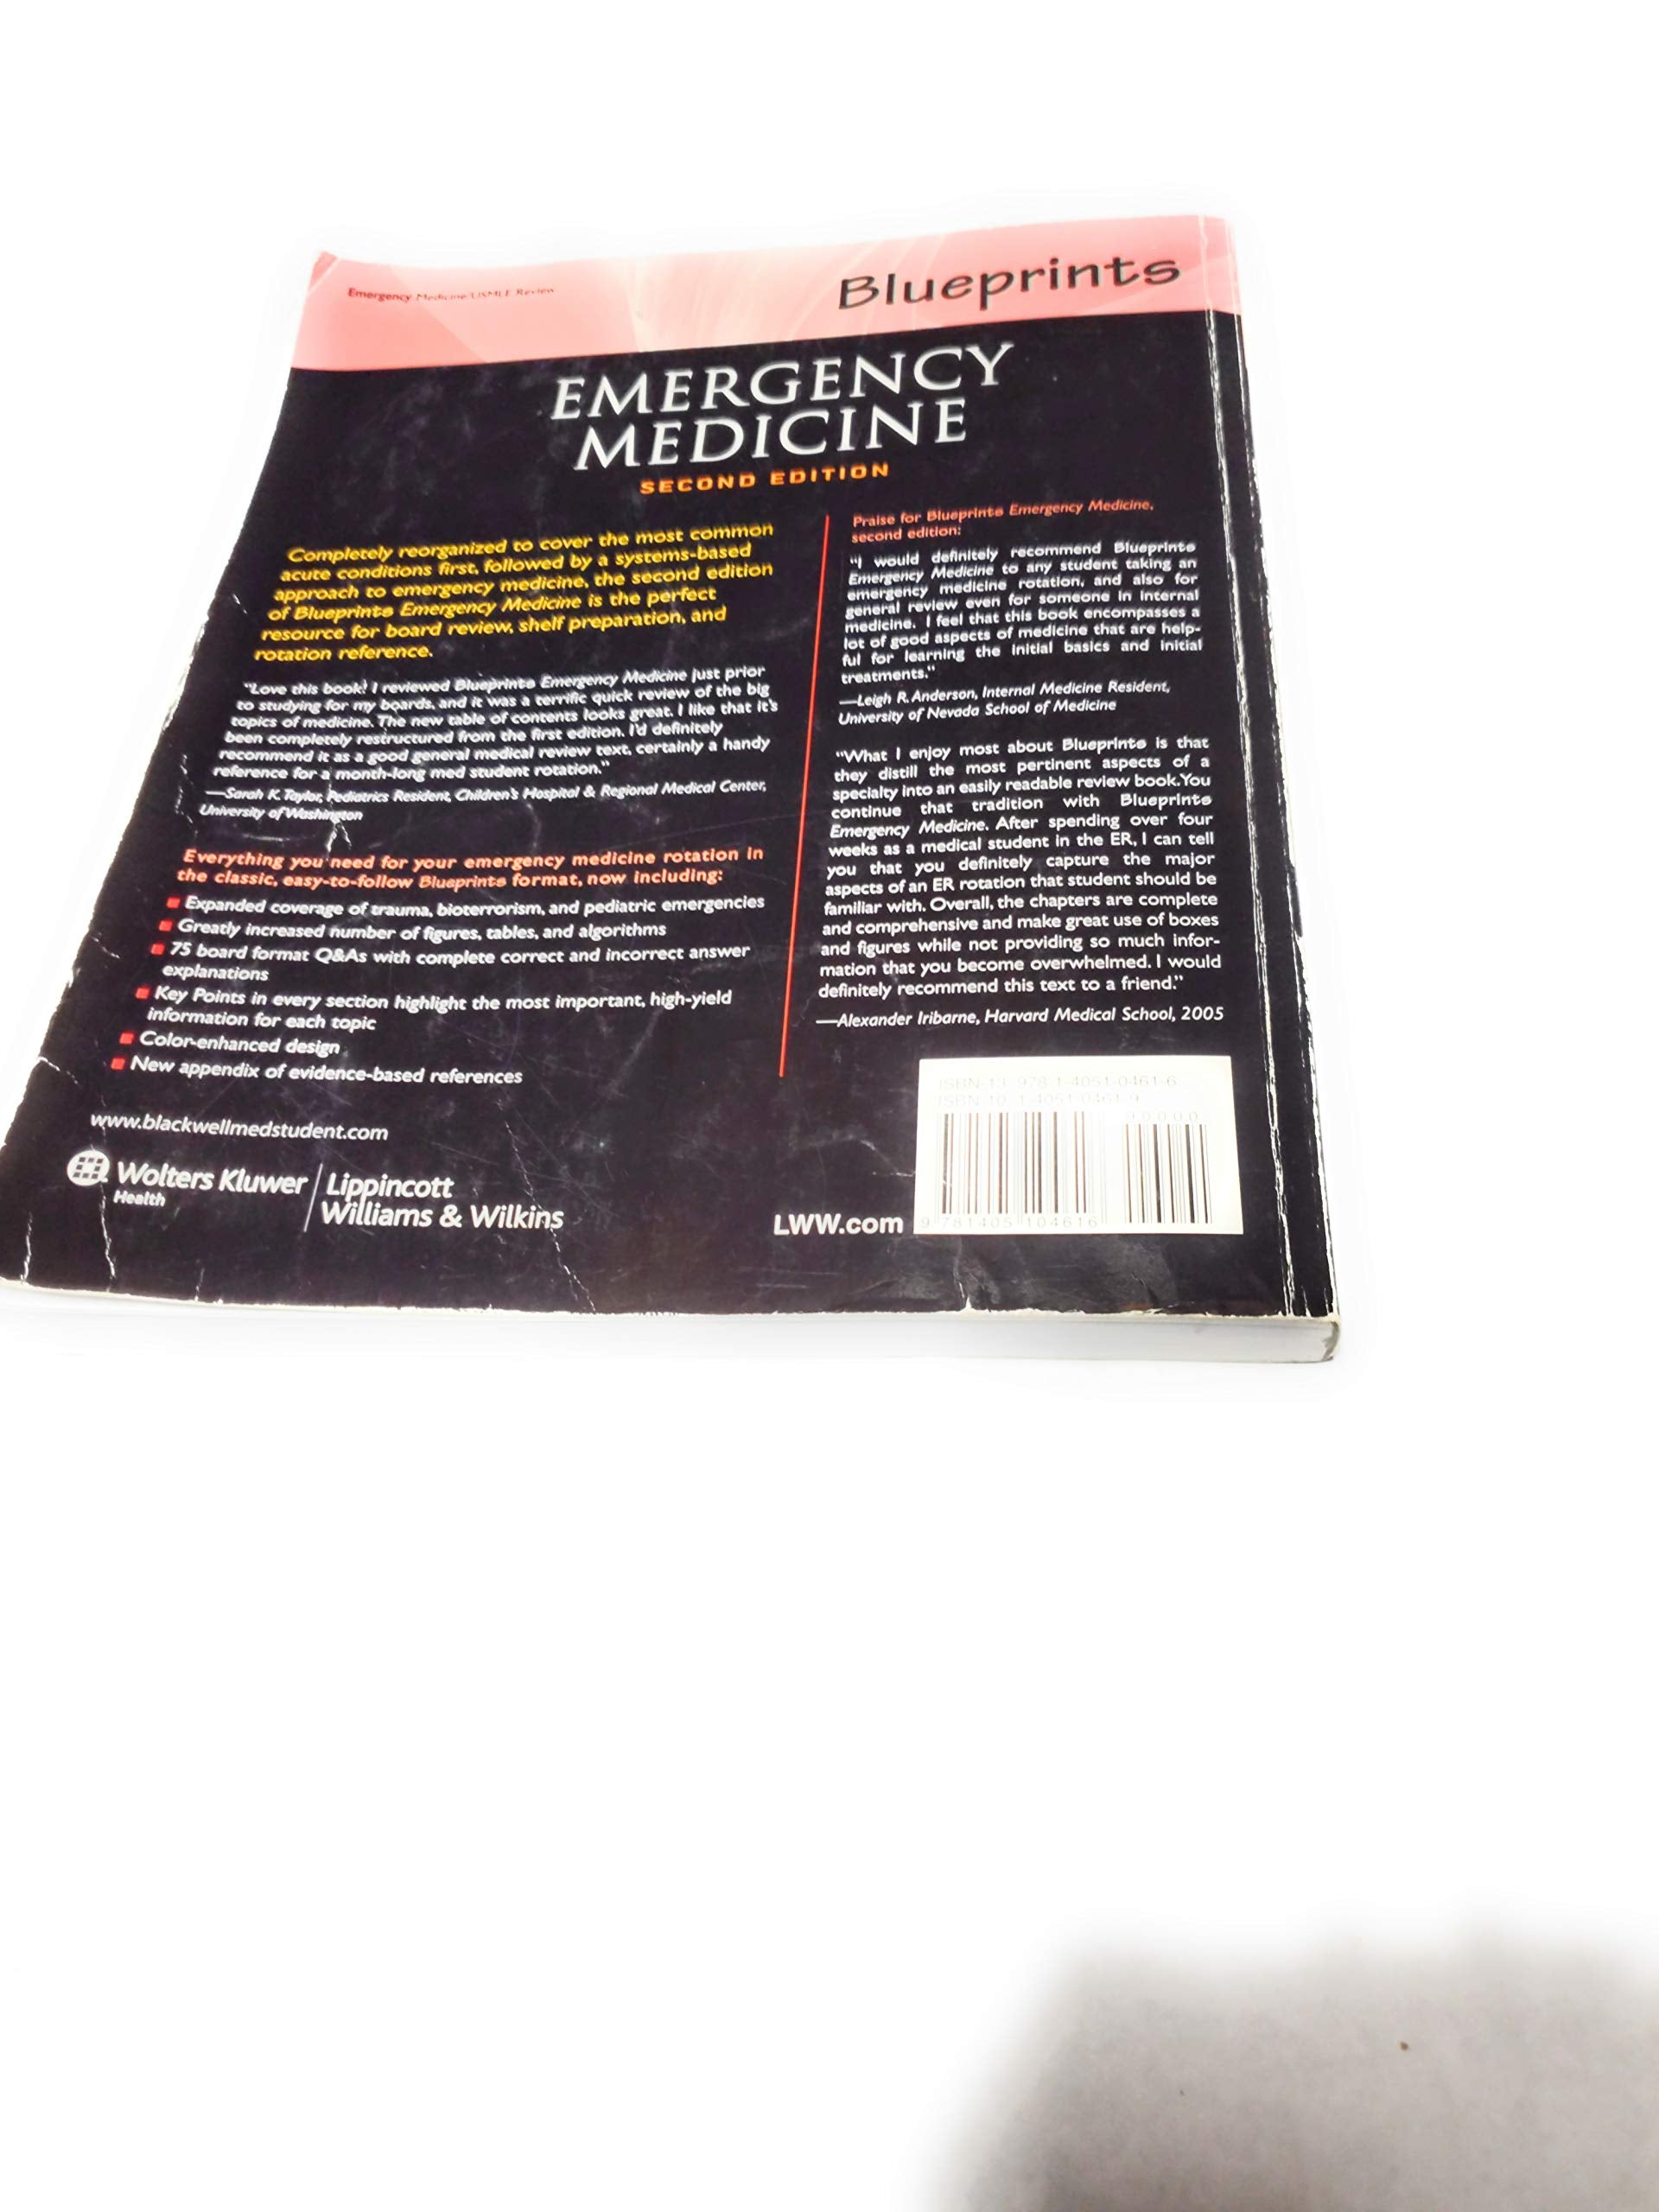 Emergency Medicine/USMLE Review
Blueprints
EMERGENCY
MEDICINE
SECOND EDITION
Completely reorganized to cover the most common
acute conditions first, followed by a systems-based
approach to emergency medicine, the second edition
of Blueprints Emergency Medicine is the perfect
resource for board review, shelf preparation, and
rotation reference.
"Love this book! I reviewed Blueprints Emergency Medicine just prior
to studying for my boards, and it was a terrific quick review of the big
topics of medicine. The new table of contents looks great. I like that it's
been completely restructured from the first edition. I'd definitely
recommend it as a good general medical review text, certainly a handy
reference for a month-long med student rotation."
—Sarah K. Taylor, Pediatrics Resident, Children's Hospital & Regional Medical Center,
University of Washington
Everything you need for your emergency medicine rotation in
the classic, easy-to-follow Blueprints format, now including:
■ Expanded coverage of trauma, bioterrorism, and pediatric emergencies
■ Greatly increased number of figures, tables, and algorithms
■ 75 board format Q&As with complete correct and incorrect answer
explanations
■ Key Points in every section highlight the most important, high-yield
information for each topic
■ Color-enhanced design
■ New appendix of evidence-based references
www.blackwellmedstudent.com
Wolters Kluwer
Health
Lippincott
Williams & Wilkins
Praise for Blueprints Emergency Medicine,
second edition:
"I would definitely recommend Blueprints
Emergency Medicine to any student taking an
emergency medicine rotation, and also for
general review even for someone in internal
medicine. I feel that this book encompasses a
lot of good aspects of medicine that are help-
ful for learning the initial basics and initial
treatments."
—Leigh R. Anderson, Internal Medicine Resident,
University of Nevada School of Medicine
"What I enjoy most about Blueprints is that
they distill the most pertinent aspects of a
specialty into an easily readable review book. You
continue that tradition with Blueprints
Emergency Medicine. After spending over four
weeks as a medical student in the ER, I can tell
you that you definitely capture the major
aspects of an ER rotation that student should be
familiar with. Overall, the chapters are complete
and comprehensive and make great use of boxes
and figures while not providing so much infor-
mation that you become overwhelmed. I would
definitely recommend this text to a friend."
—Alexander Iribarne, Harvard Medical School, 2005
ISBN-13: 978-1-4051-0461-6
ISBN-10: 1-4051-0461-9
90000
9 781405 104616
LWW.com